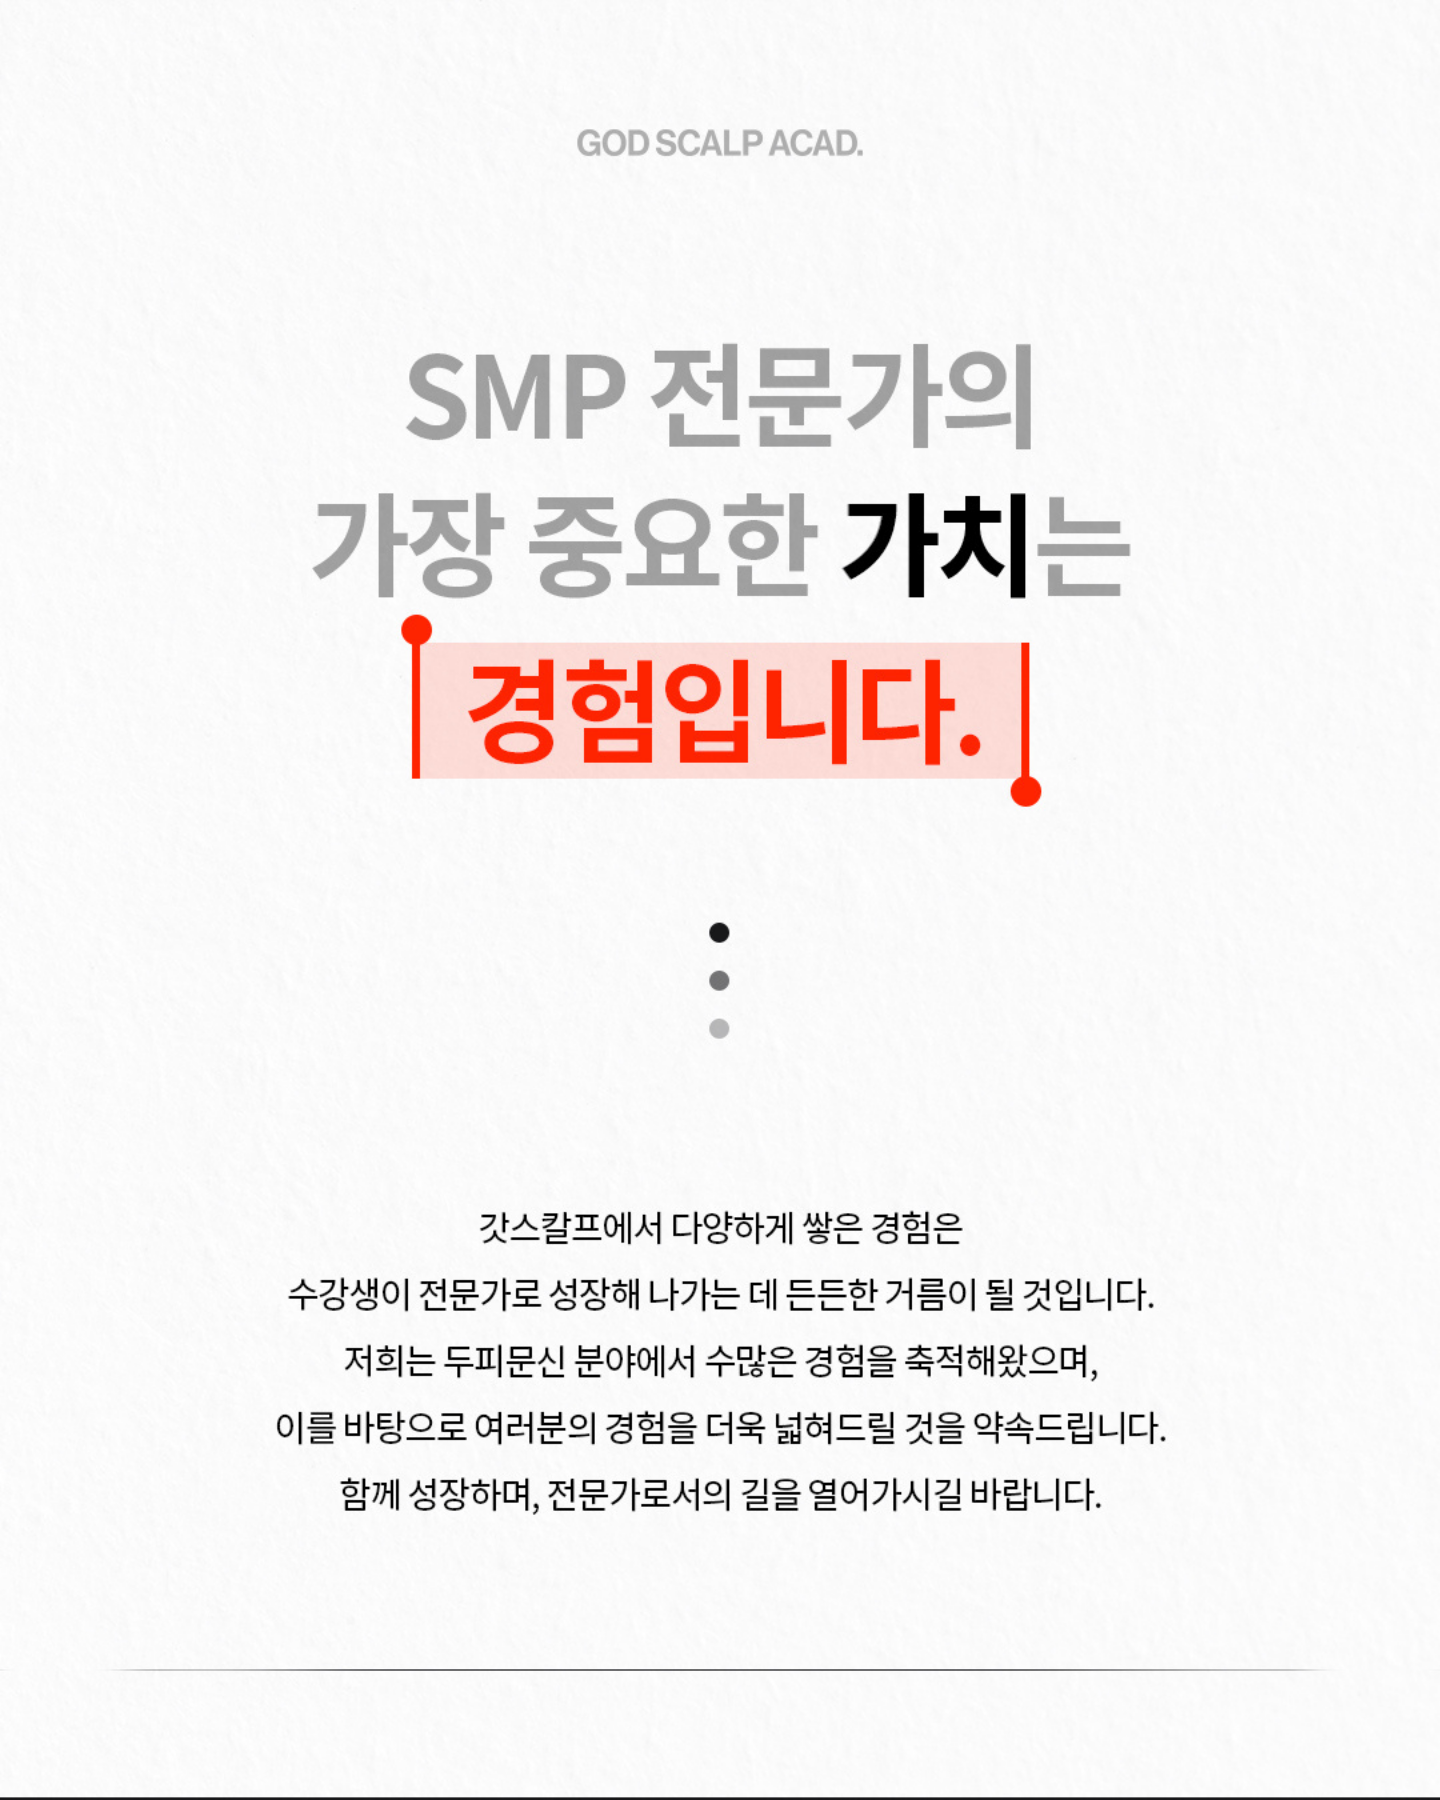 GOD SCALP ACAD.
SMP 전문가의
가장 중요한 가치는
경험입니다.
갓스칼프에서 다양하게 쌓은 경험은
수강생이 전문가로 성장해 나가는 데 든든한 거름이 될 것입니다.
저희는 두피문신 분야에서 수많은 경험을 축적해왔으며,
이를 바탕으로 여러분의 경험을 더욱 넓혀드릴 것을 약속드립니다.
함께 성장하며, 전문가로서의 길을 열어가시길 바랍니다.